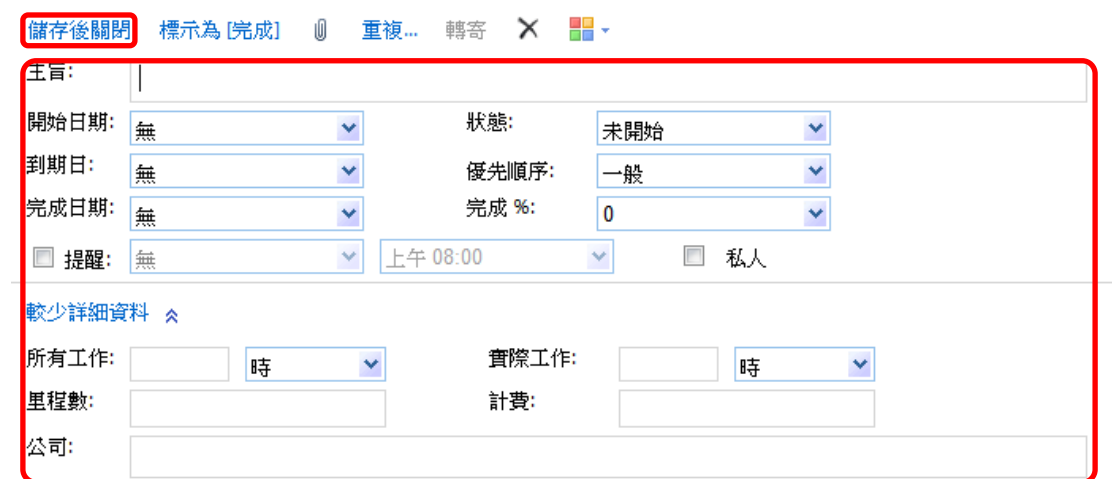 儲存後關閉 標示為 [完成] 重複... 轉寄
主旨:
開始日期: 無 狀態: 未開始
到期日: 無 優先順序: 一般
完成日期: 無 完成 %: 0
提醒: 無 上午 08:00 私人
較少詳細資料
所有工作: 時 實際工作: 時
里程數: 計費:
公司: